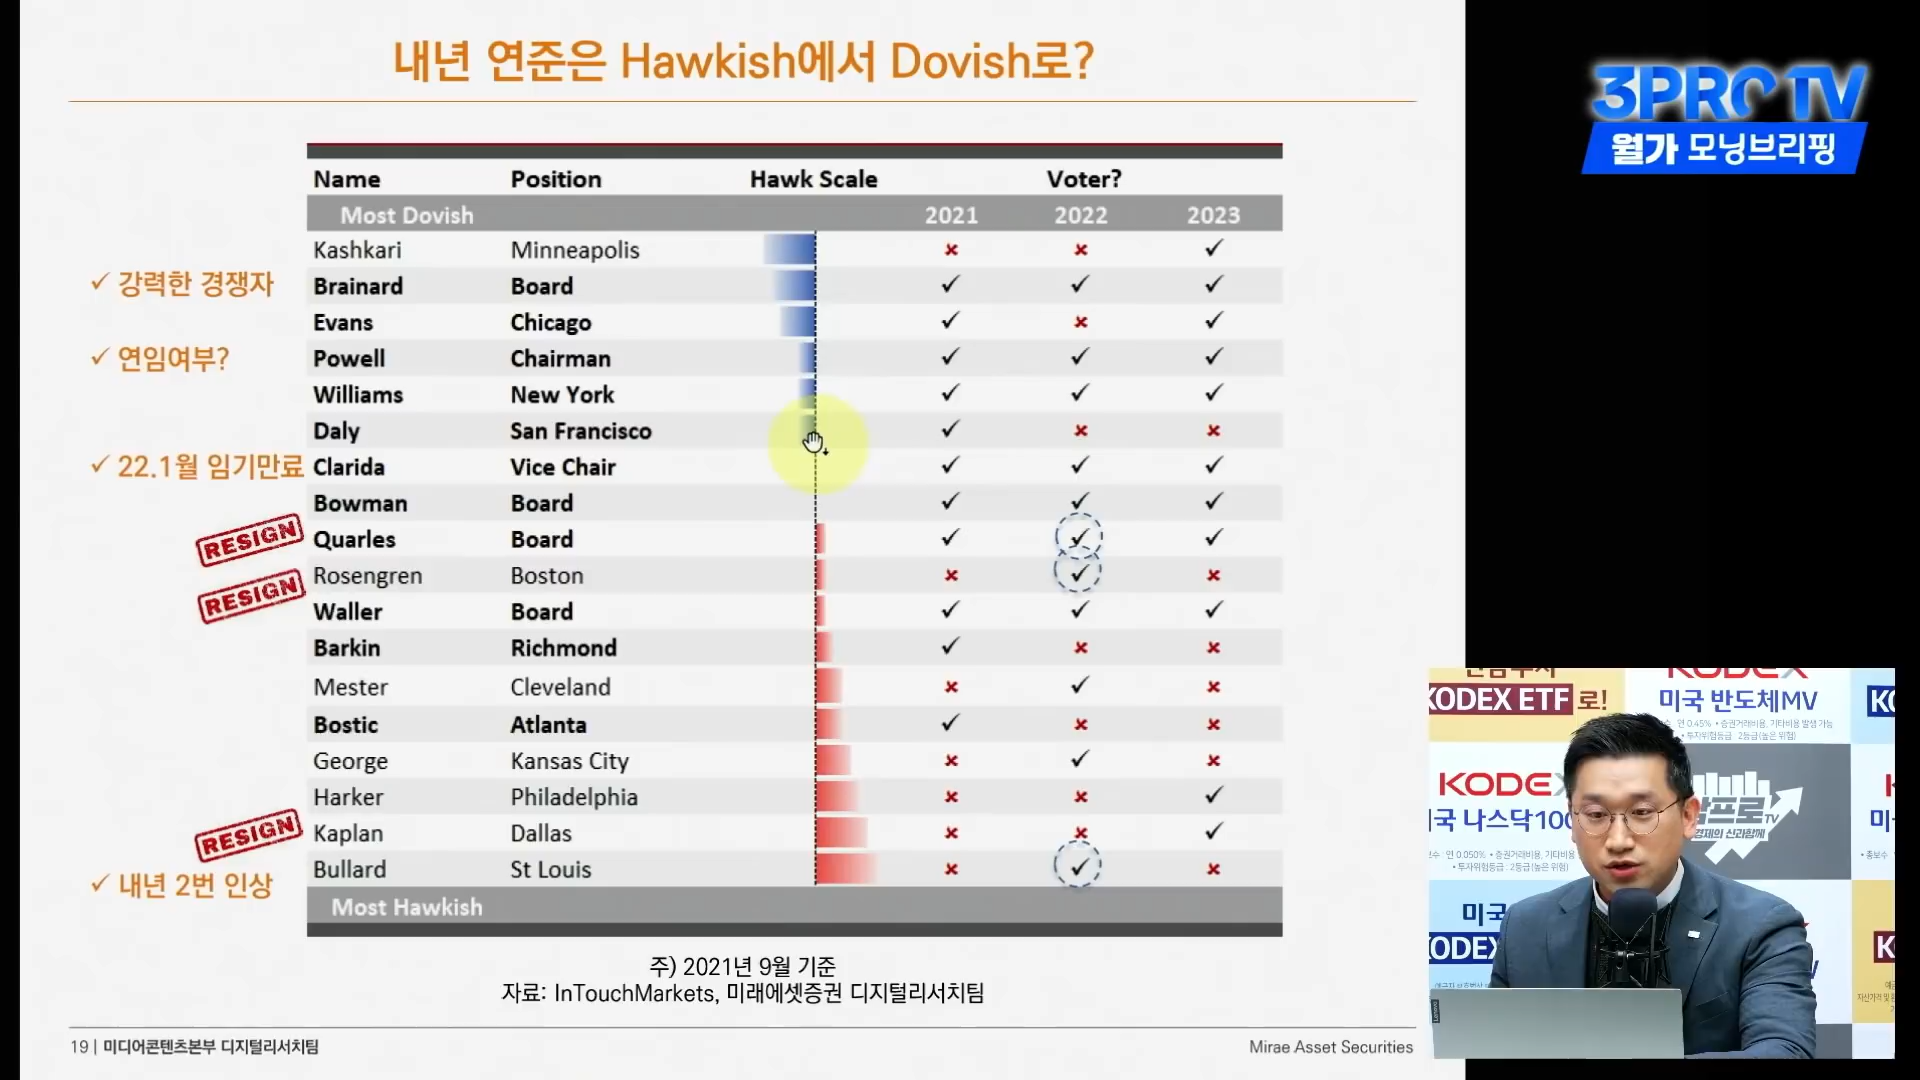 내년 연준은 Hawkish에서 Dovish로?
3PRO TV
월가 모닝브리핑
Name Position Hawk Scale Voter?
Most Dovish 2021 2022 2023
Kashkari Minneapolis ✘ ✘ ✓
✓ 강력한 경쟁자 Brainard Board ✓ ✓ ✓
Evans Chicago ✓ ✘ ✓
✓ 연임여부? Powell Chairman ✓ ✓ ✓
Williams New York ✓ ✓ ✓
Daly San Francisco ✓ ✘ ✘
✓ 22.1월 임기만료 Clarida Vice Chair ✓ ✓ ✓
Bowman Board ✓ ✓ ✓
RESIGN Quarles Board ✓ ✓ ✓
RESIGN Rosengren Boston ✘ ✓ ✘
Waller Board ✓ ✓ ✓
Barkin Richmond ✓ ✘ ✘
Mester Cleveland ✘ ✓ ✘
Bostic Atlanta ✓ ✘ ✘
George Kansas City ✘ ✓ ✘
Harker Philadelphia ✘ ✘ ✓
RESIGN Kaplan Dallas ✘ ✘ ✓
✓ 내년 2번 인상 Bullard St Louis ✘ ✓ ✘
Most Hawkish
주) 2021년 9월 기준
자료: InTouchMarkets, 미래에셋증권 디지털리서치팀
19 | 미디어콘텐츠본부 디지털리서치팀
Mirae Asset Securities
KODEX ETF로!
미국 반도체MV
KODEX
국 나스닥100
경제의 신과함께
미국
Lenovo